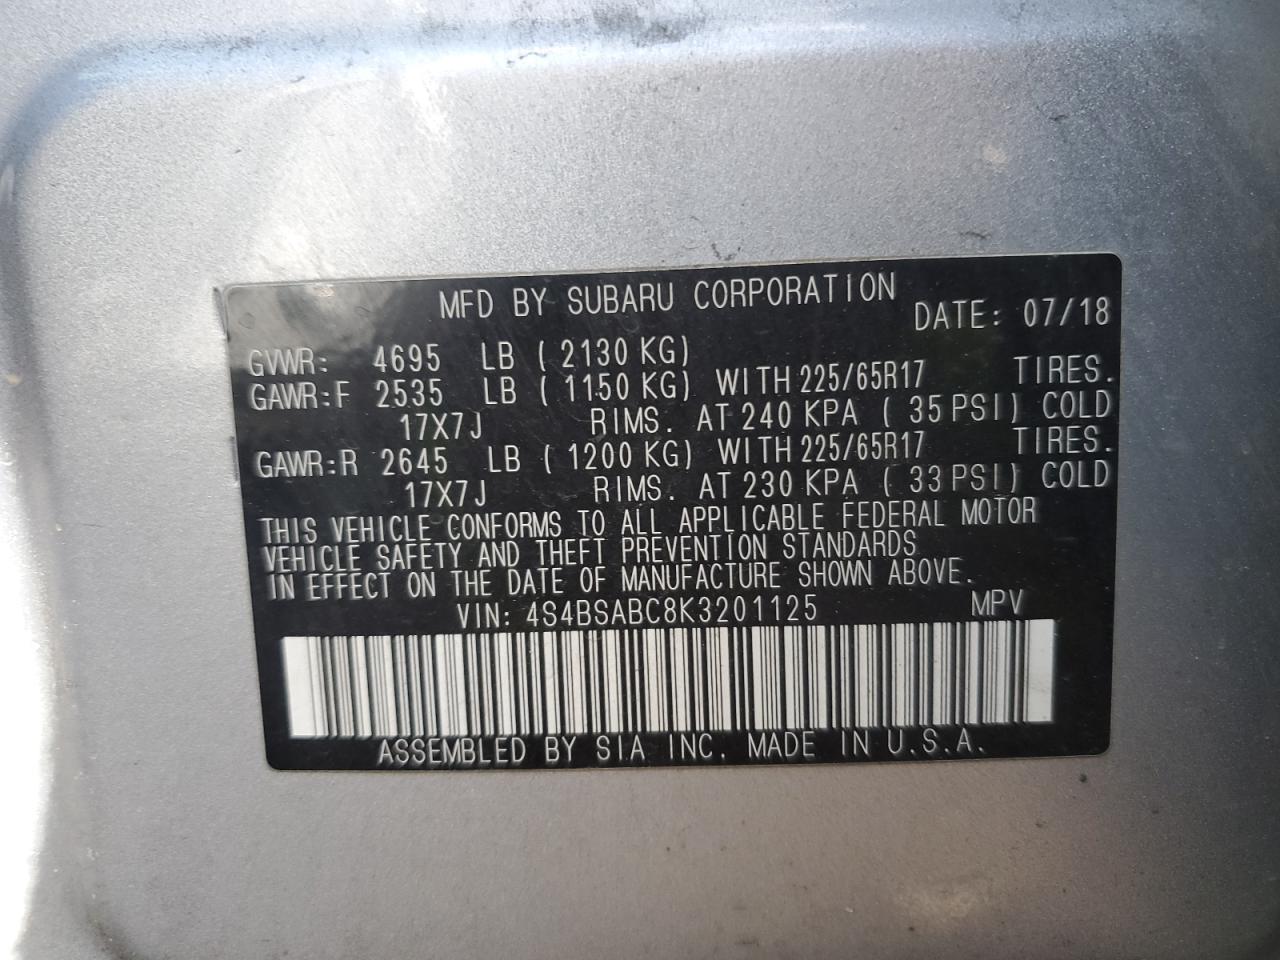 MFD BY SUBARU CORPORATION
DATE: 07/18
GVWR: 4695 LB ( 2130 KG)
GAWR:F 2535 LB ( 1150 KG) WITH 225/65R17 TIRES.
17X7J RIMS. AT 240 KPA ( 35 PSI) COLD
GAWR:R 2645 LB ( 1200 KG) WITH 225/65R17 TIRES.
17X7J RIMS. AT 230 KPA ( 33 PSI) COLD
THIS VEHICLE CONFORMS TO ALL APPLICABLE FEDERAL MOTOR
VEHICLE SAFETY AND THEFT PREVENTION STANDARDS
IN EFFECT ON THE DATE OF MANUFACTURE SHOWN ABOVE.
VIN: 4S4BSABC8K3201125 MPV
ASSEMBLED BY SIA INC. MADE IN U.S.A.